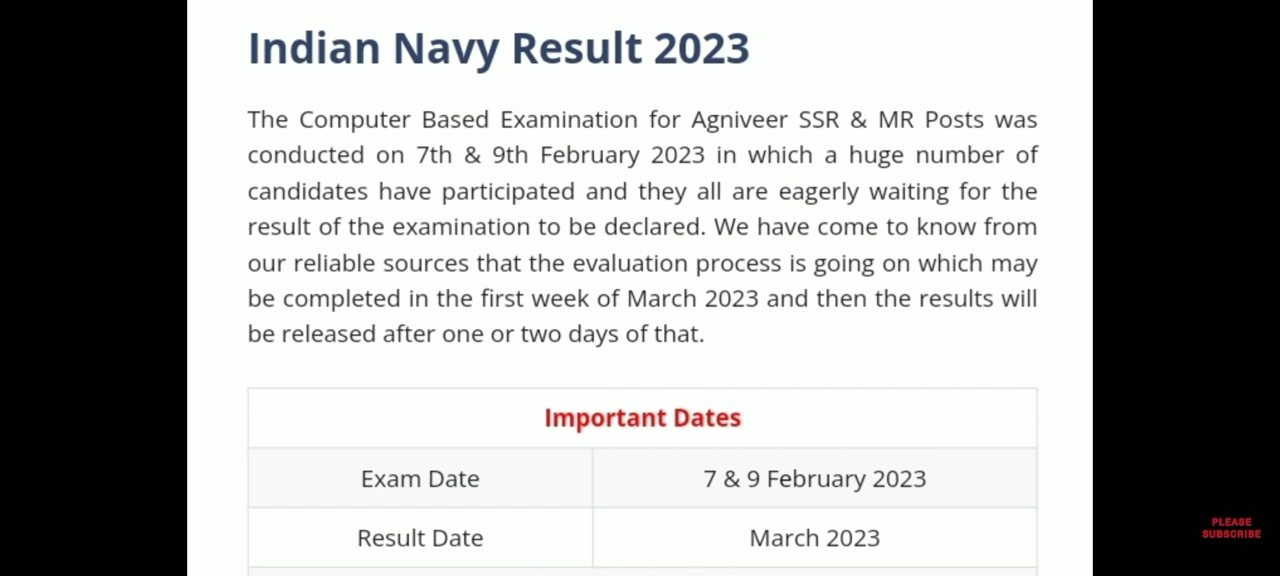 Indian Navy Result 2023
The Computer Based Examination for Agniveer SSR & MR Posts was
conducted on 7th & 9th February 2023 in which a huge number of
candidates have participated and they all are eagerly waiting for the
result of the examination to be declared. We have come to know from
our reliable sources that the evaluation process is going on which may
be completed in the first week of March 2023 and then the results will
be released after one or two days of that.
Important Dates
Exam Date 7 & 9 February 2023
Result Date March 2023
PLEASE
SUBSCRIBE